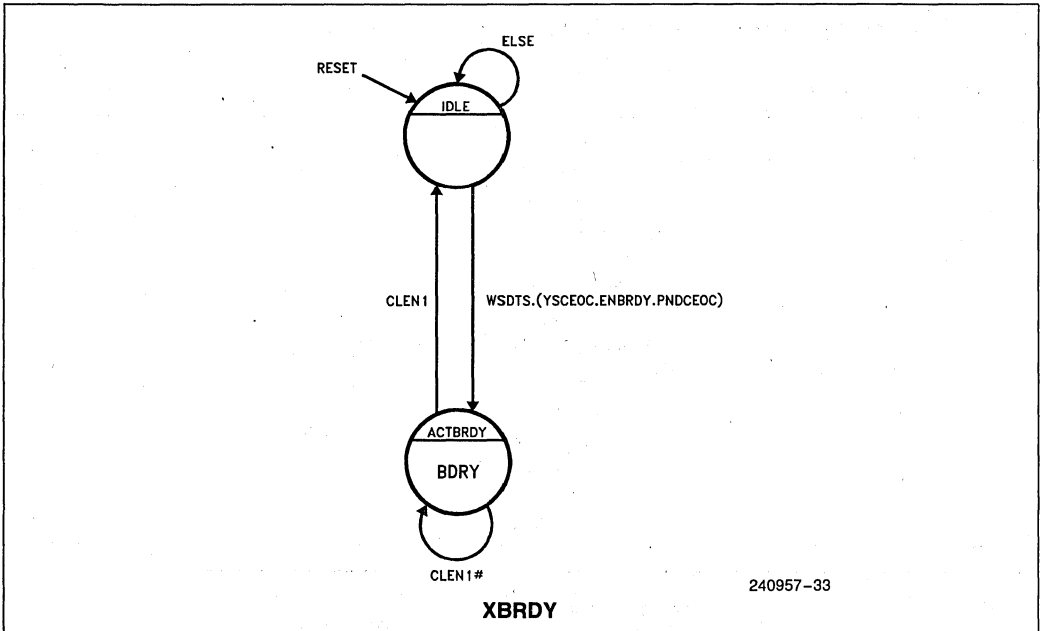 ELSE
RESET
IDLE
CLEN1
WSDTS.(YSCEOC.ENBRDY.PNDCEOC)
ACTBRDY
BDRY
CLEN1#
240957-33
XBRDY